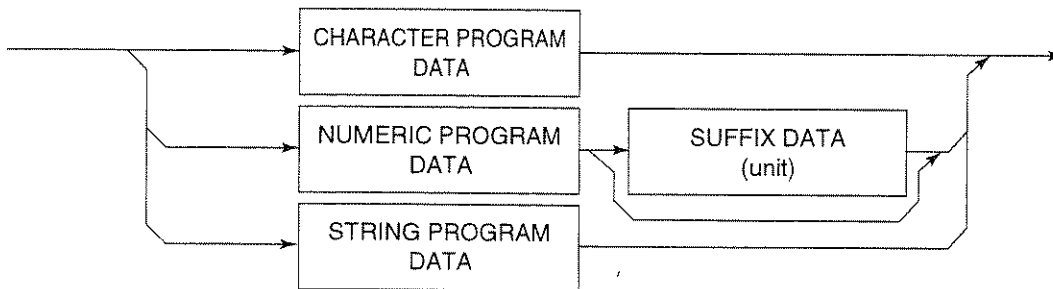 CHARACTER PROGRAM
DATA
NUMERIC PROGRAM
DATA
SUFFIX DATA
(unit)
STRING PROGRAM
DATA